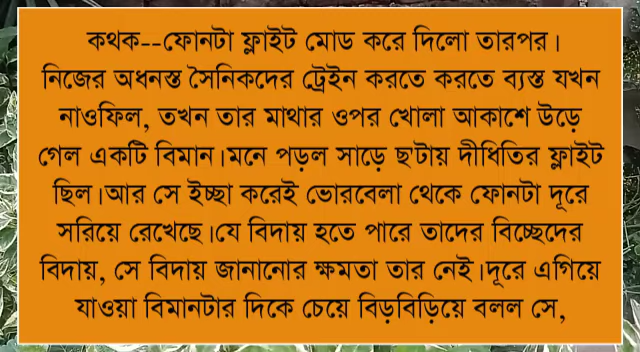 কথক--ফোনটা ফ্লাইট মোড করে দিলো তারপর।
নিজের অধনস্ত সৈনিকদের ট্রেইন করতে করতে ব্যস্ত যখন
নাওফিল, তখন তার মাথার ওপর খোলা আকাশে উড়ে
গেল একটি বিমান।মনে পড়ল সাড়ে ছ'টায় দীধিতির ফ্লাইট
ছিল।আর সে ইচ্ছা করেই ভোরবেলা থেকে ফোনটা দূরে
সরিয়ে রেখেছে।যে বিদায় হতে পারে তাদের বিচ্ছেদের
বিদায়, সে বিদায় জানানোর ক্ষমতা তার নেই।দূরে এগিয়ে
যাওয়া বিমানটার দিকে চেয়ে বিড়বিড়িয়ে বলল সে,